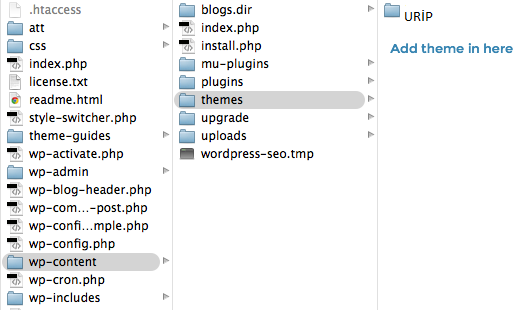 .htaccess
att
css
index.php
license.txt
readme.html
style-switcher.php
theme-guides
wp-activate.php
wp-admin
wp-blog-header.php
wp-com...-post.php
wp-confi...mple.php
wp-config.php
wp-content
wp-cron.php
wp-includes
blogs.dir
index.php
install.php
mu-plugins
plugins
themes
upgrade
uploads
wordpress-seo.tmp
URİP
Add theme in here